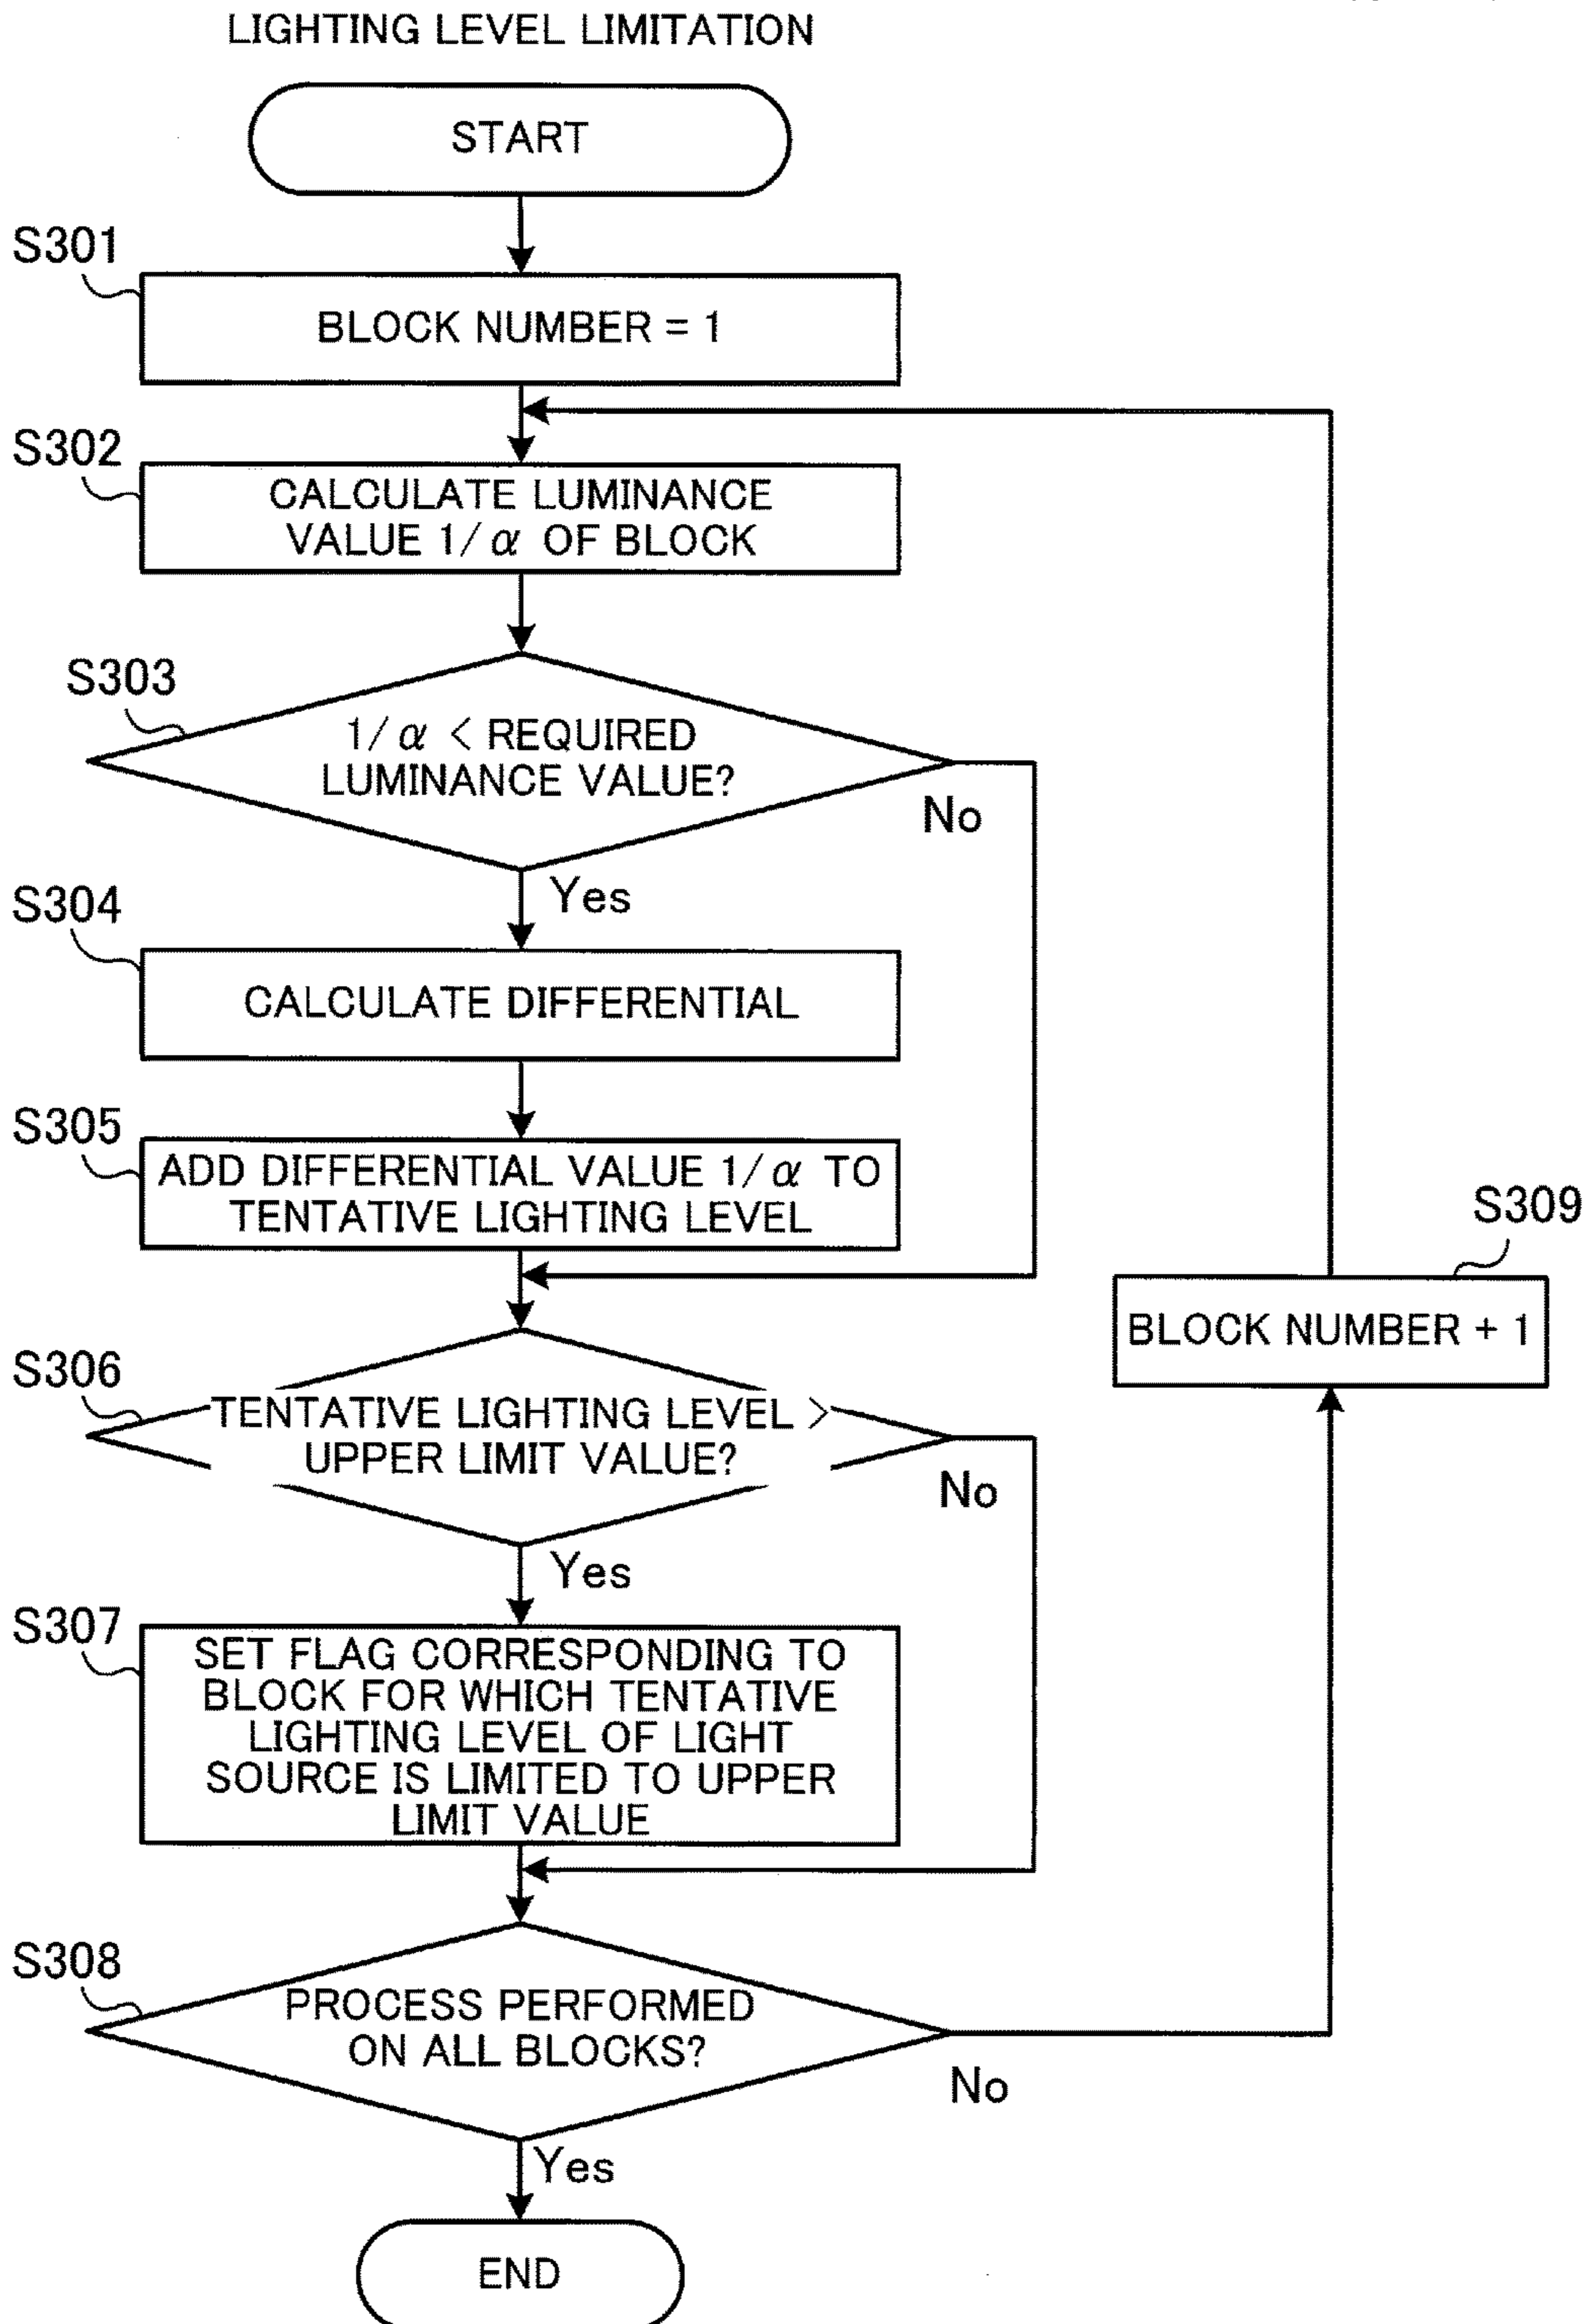 LIGHTING LEVEL LIMITATION
START
S301
BLOCK NUMBER = 1
S302
CALCULATE LUMINANCE
VALUE 1/α OF BLOCK
S303
1/α < REQUIRED
LUMINANCE VALUE?
No
Yes
S304
CALCULATE DIFFERENTIAL
S305
ADD DIFFERENTIAL VALUE 1/α TO
TENTATIVE LIGHTING LEVEL
S309
BLOCK NUMBER + 1
S306
TENTATIVE LIGHTING LEVEL >
UPPER LIMIT VALUE?
No
Yes
S307
SET FLAG CORRESPONDING TO
BLOCK FOR WHICH TENTATIVE
LIGHTING LEVEL OF LIGHT
SOURCE IS LIMITED TO UPPER
LIMIT VALUE
S308
PROCESS PERFORMED
ON ALL BLOCKS?
No
Yes
END